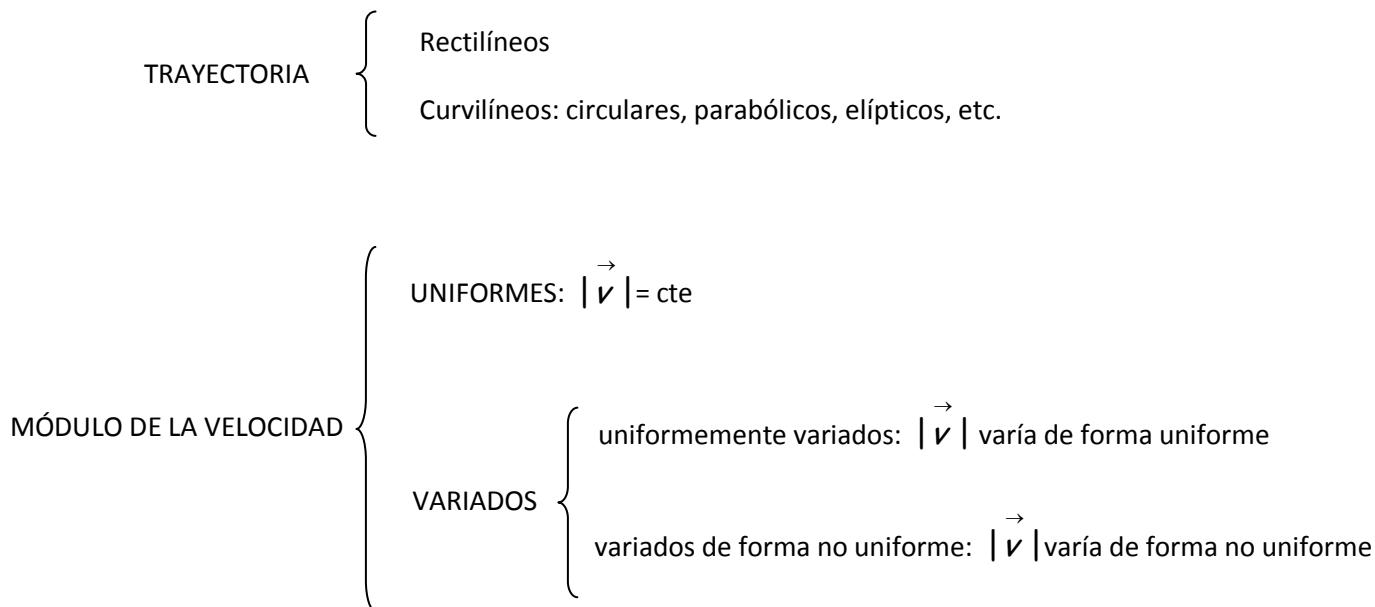 Rectilíneos
TRAYECTORIA
Curvilíneos: circulares, parabólicos, elípticos, etc.
UNIFORMES: |v⃗| = cte
MÓDULO DE LA VELOCIDAD
uniformemente variados: |v⃗| varía de forma uniforme
VARIADOS
variados de forma no uniforme: |v⃗| varía de forma no uniforme